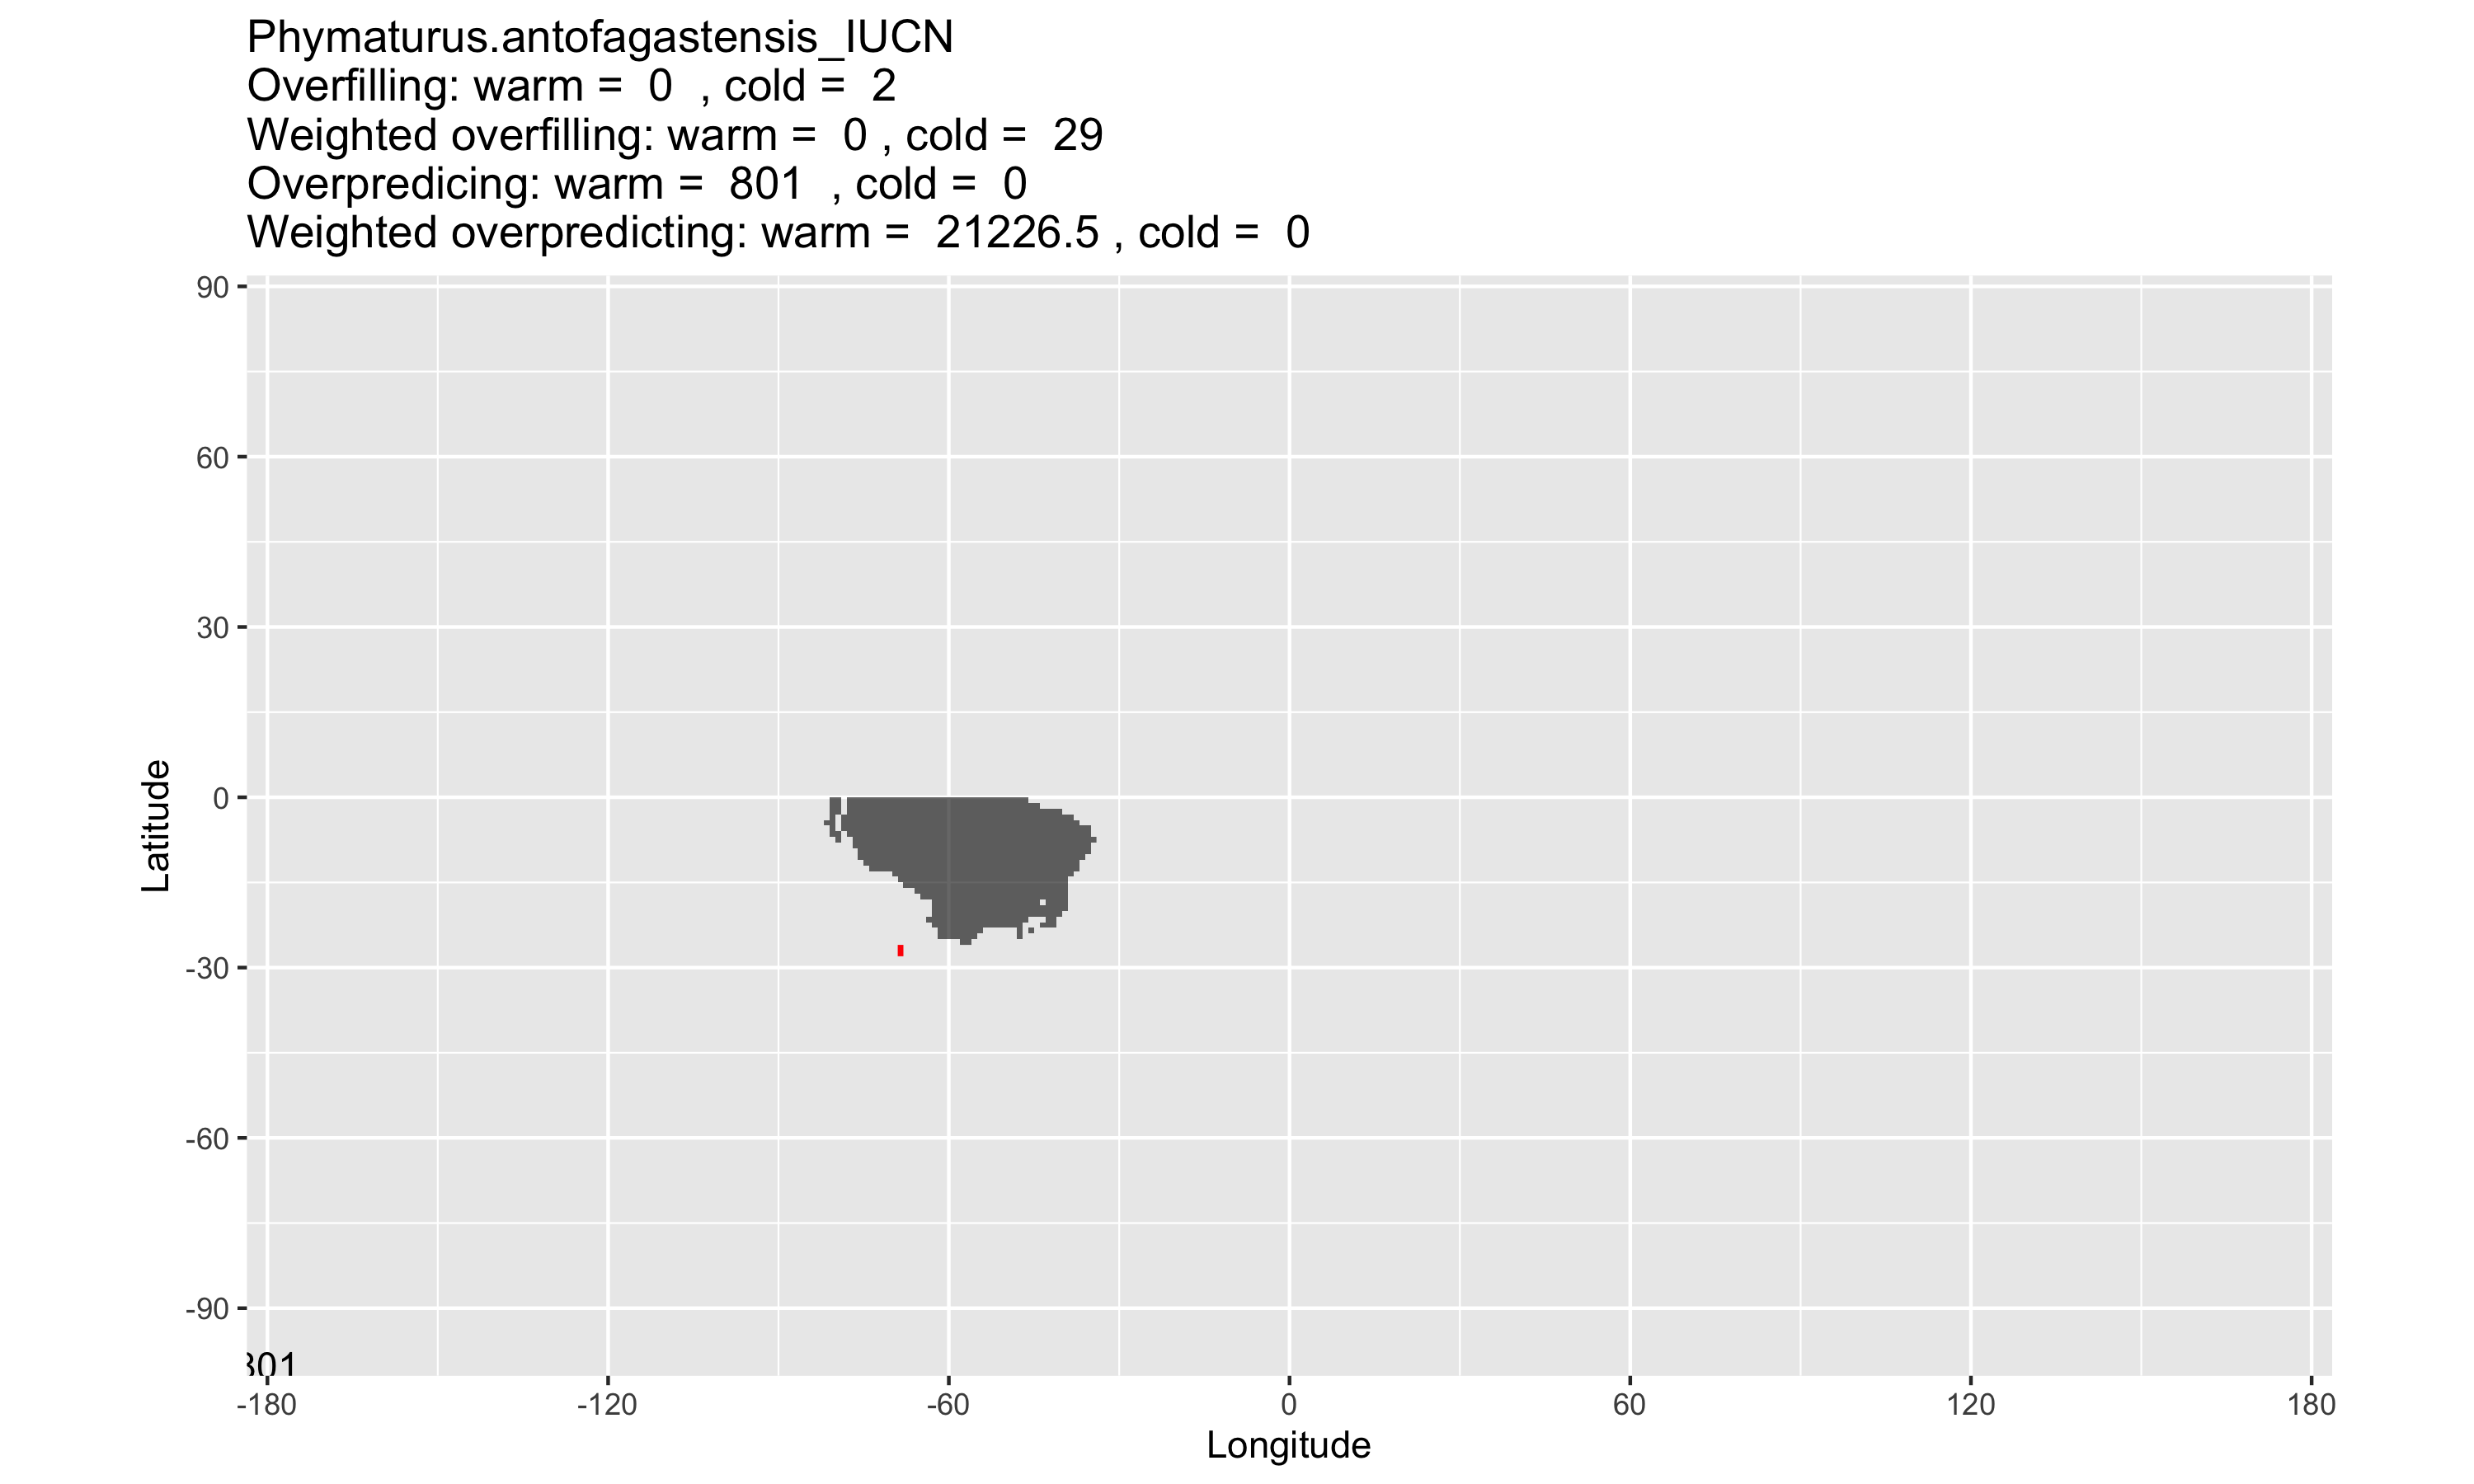 Phymaturus.antofagastensis_IUCN
Overfilling: warm = 0 , cold = 2
Weighted overfilling: warm = 0 , cold = 29
Overpredicing: warm = 801 , cold = 0
Weighted overpredicting: warm = 21226.5 , cold = 0
90
60
30
0
-30
-60
-90
Latitude
801
-180
-120
-60
0
60
120
180
Longitude